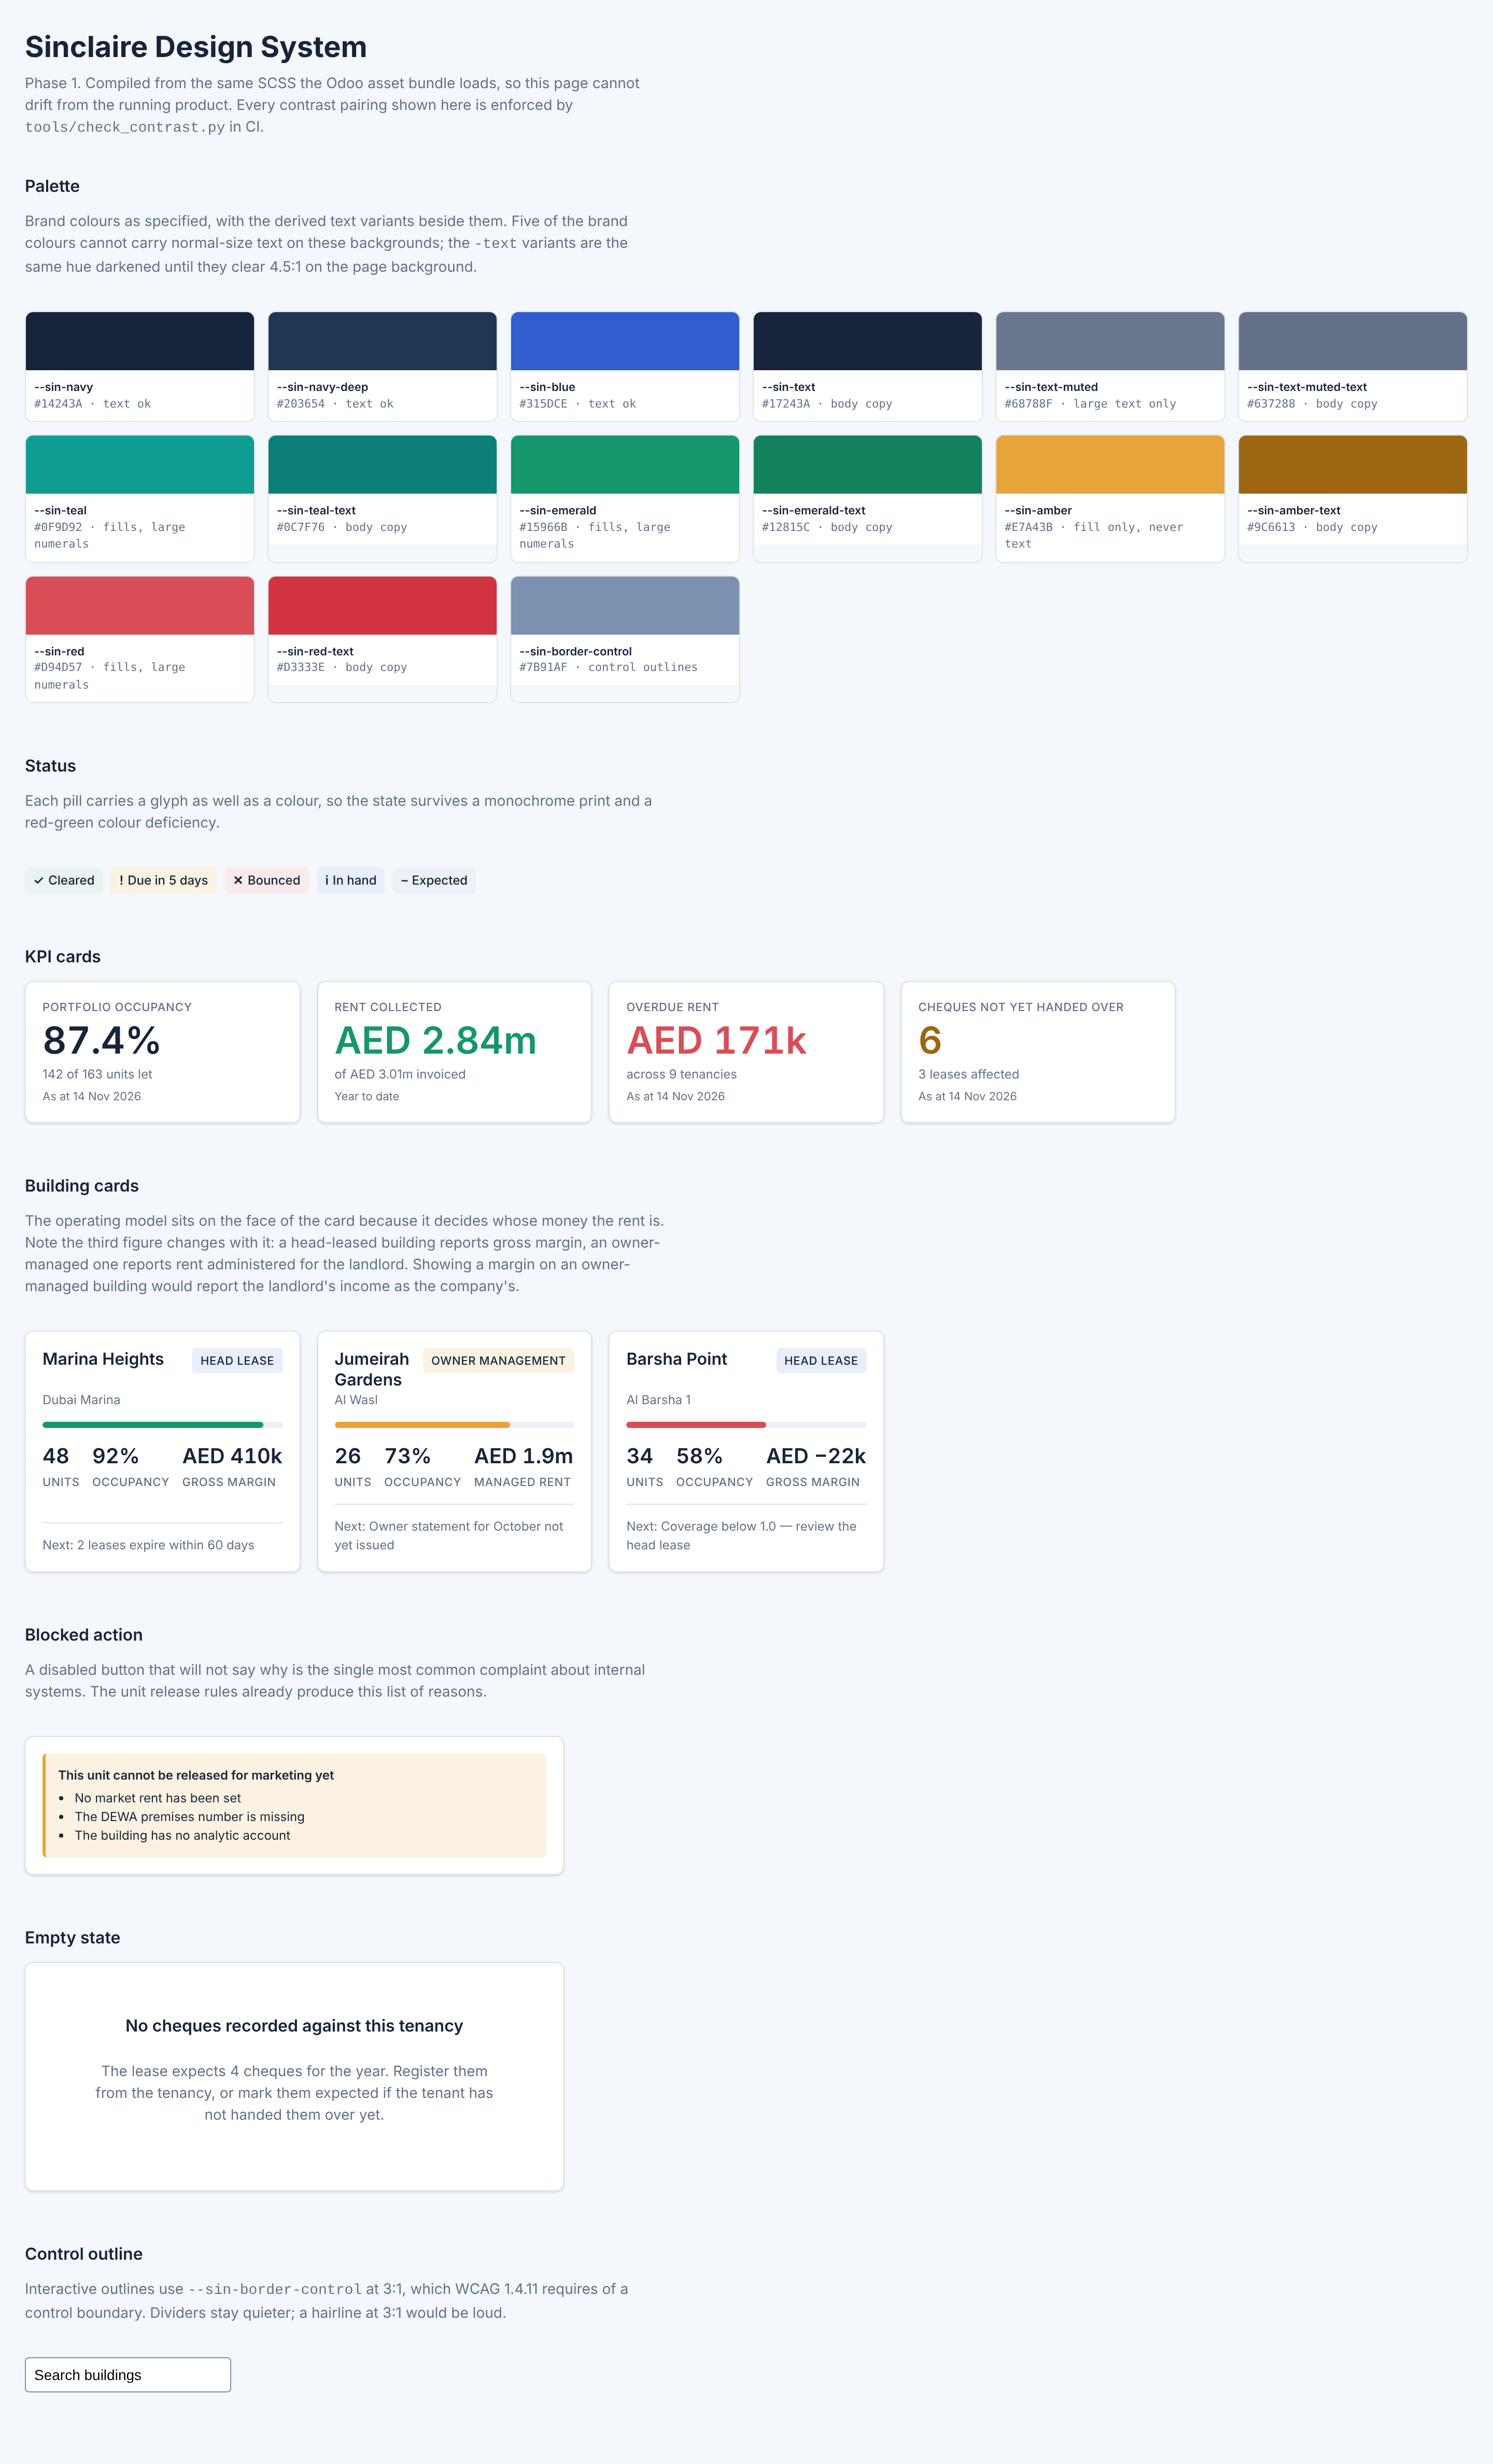 Sinclaire Design System
Phase 1. Compiled from the same SCSS the Odoo asset bundle loads, so this page cannot
drift from the running product. Every contrast pairing shown here is enforced by
tools/check_contrast.py in CI.
Palette
Brand colours as specified, with the derived text variants beside them. Five of the brand
colours cannot carry normal-size text on these backgrounds; the -text variants are the
same hue darkened until they clear 4.5:1 on the page background.
--sin-navy
#14243A · text ok
--sin-navy-deep
#203654 · text ok
--sin-blue
#315DCE · text ok
--sin-text
#17243A · body copy
--sin-text-muted
#68788F · large text only
--sin-text-muted-text
#637288 · body copy
--sin-teal
#0F9D92 · fills, large
numerals
--sin-teal-text
#0C7F76 · body copy
--sin-emerald
#15966B · fills, large
numerals
--sin-emerald-text
#12815C · body copy
--sin-amber
#E7A43B · fill only, never
text
--sin-amber-text
#9C6613 · body copy
--sin-red
#D94D57 · fills, large
numerals
--sin-red-text
#D3333E · body copy
--sin-border-control
#7B91AF · control outlines
Status
Each pill carries a glyph as well as a colour, so the state survives a monochrome print and a
red-green colour deficiency.
✓ Cleared
! Due in 5 days
✕ Bounced
i In hand
– Expected
KPI cards
PORTFOLIO OCCUPANCY
87.4%
142 of 163 units let
As at 14 Nov 2026
RENT COLLECTED
AED 2.84m
of AED 3.01m invoiced
Year to date
OVERDUE RENT
AED 171k
across 9 tenancies
As at 14 Nov 2026
CHEQUES NOT YET HANDED OVER
6
3 leases affected
As at 14 Nov 2026
Building cards
The operating model sits on the face of the card because it decides whose money the rent is.
Note the third figure changes with it: a head-leased building reports gross margin, an owner-
managed one reports rent administered for the landlord. Showing a margin on an owner-
managed building would report the landlord's income as the company's.
Marina Heights
HEAD LEASE
Dubai Marina
48 92% AED 410k
UNITS OCCUPANCY GROSS MARGIN
Next: 2 leases expire within 60 days
Jumeirah
Gardens
OWNER MANAGEMENT
Al Wasl
26 73% AED 1.9m
UNITS OCCUPANCY MANAGED RENT
Next: Owner statement for October not
yet issued
Barsha Point
HEAD LEASE
Al Barsha 1
34 58% AED −22k
UNITS OCCUPANCY GROSS MARGIN
Next: Coverage below 1.0 — review the
head lease
Blocked action
A disabled button that will not say why is the single most common complaint about internal
systems. The unit release rules already produce this list of reasons.
This unit cannot be released for marketing yet
• No market rent has been set
• The DEWA premises number is missing
• The building has no analytic account
Empty state
No cheques recorded against this tenancy
The lease expects 4 cheques for the year. Register them
from the tenancy, or mark them expected if the tenant has
not handed them over yet.
Control outline
Interactive outlines use --sin-border-control at 3:1, which WCAG 1.4.11 requires of a
control boundary. Dividers stay quieter; a hairline at 3:1 would be loud.
Search buildings